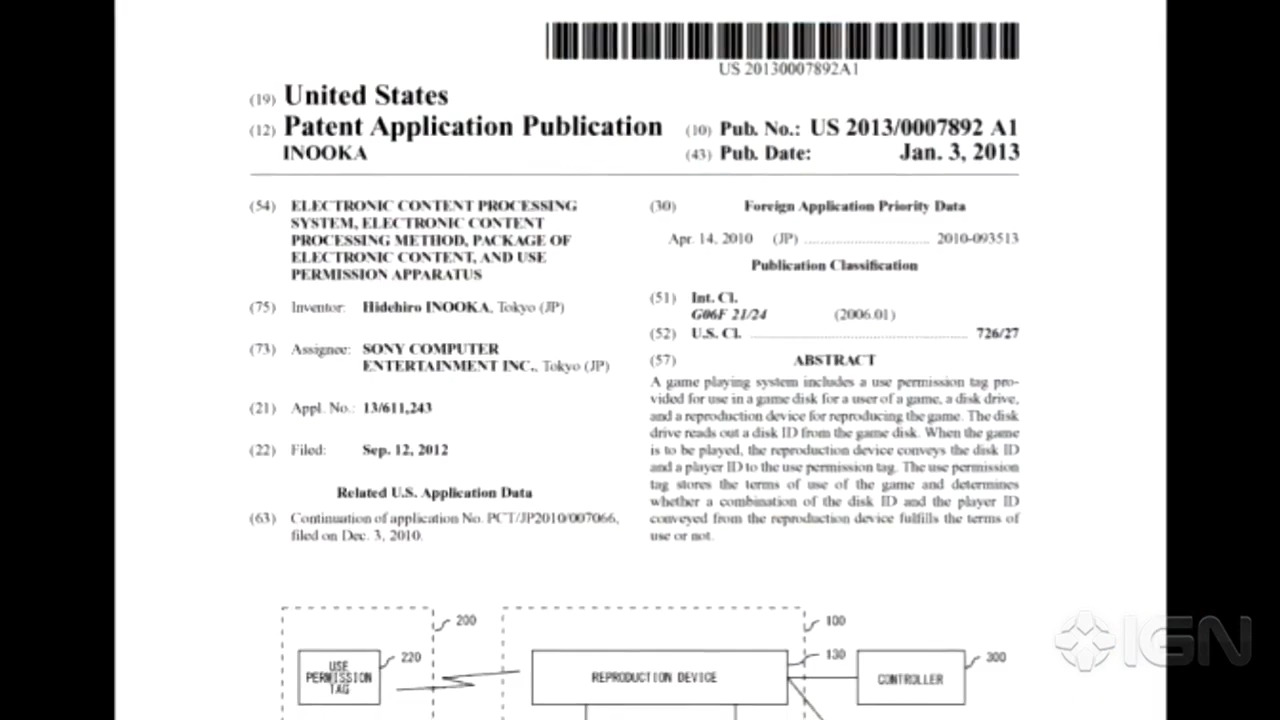 US 20130007892A1
(19) United States
(12) Patent Application Publication
INOOKA
(10) Pub. No.: US 2013/0007892 A1
(43) Pub. Date: Jan. 3, 2013
(54) ELECTRONIC CONTENT PROCESSING
SYSTEM, ELECTRONIC CONTENT
PROCESSING METHOD, PACKAGE OF
ELECTRONIC CONTENT, AND USE
PERMISSION APPARATUS
(75) Inventor: Hidehiro INOOKA, Tokyo (JP)
(73) Assignee: SONY COMPUTER
ENTERTAINMENT INC., Tokyo (JP)
(21) Appl. No.: 13/611,243
(22) Filed: Sep. 12, 2012
Related U.S. Application Data
(63) Continuation of application No. PCT/JP2010/007066,
filed on Dec. 3, 2010.
(30) Foreign Application Priority Data
Apr. 14, 2010 (JP) ................................ 2010-093513
Publication Classification
(51) Int. Cl.
G06F 21/24 (2006.01)
(52) U.S. Cl. ........................................................ 726/27
(57) ABSTRACT
A game playing system includes a use permission tag pro-
vided for use in a game disk for a user of a game, a disk drive,
and a reproduction device for reproducing the game. The disk
drive reads out a disk ID from the game disk. When the game
is to be played, the reproduction device conveys the disk ID
and a player ID to the use permission tag. The use permission
tag stores the terms of use of the game and determines
whether a combination of the disk ID and the player ID
conveyed from the reproduction device fulfills the terms of
use or not.
200
100
220
130
300
USE
PERMISSION
TAG
REPRODUCTION DEVICE
CONTROLLER
IGN